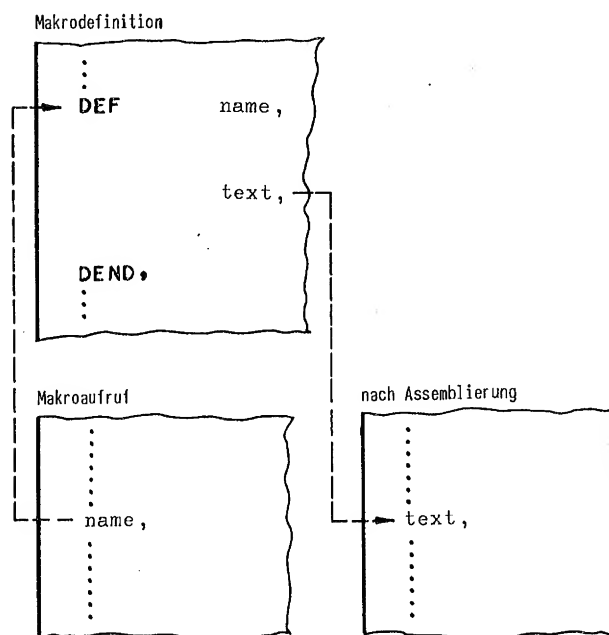 Makrodefinition
DEF name,
text,
DEND,
Makroaufruf
name,
nach Assemblierung
text,